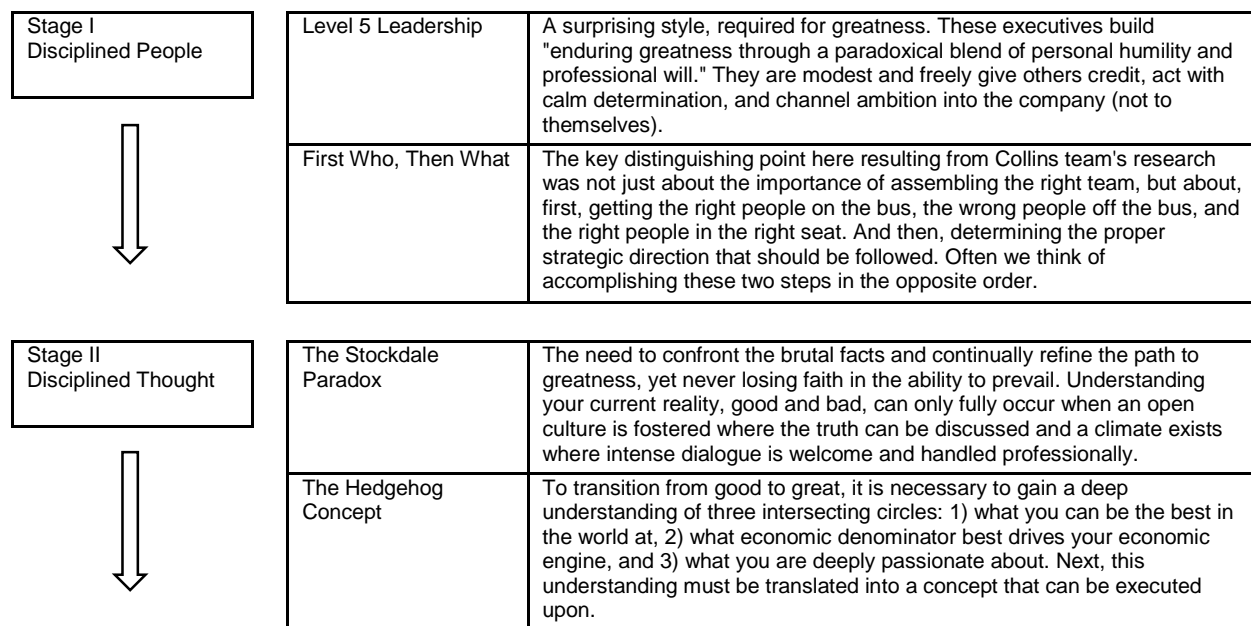 Stage I
Disciplined People
Level 5 Leadership
A surprising style, required for greatness. These executives build
"enduring greatness through a paradoxical blend of personal humility and
professional will." They are modest and freely give others credit, act with
calm determination, and channel ambition into the company (not to
themselves).
First Who, Then What
The key distinguishing point here resulting from Collins team's research
was not just about the importance of assembling the right team, but about,
first, getting the right people on the bus, the wrong people off the bus, and
the right people in the right seat. And then, determining the proper
strategic direction that should be followed. Often we think of
accomplishing these two steps in the opposite order.
Stage II
Disciplined Thought
The Stockdale
Paradox
The need to confront the brutal facts and continually refine the path to
greatness, yet never losing faith in the ability to prevail. Understanding
your current reality, good and bad, can only fully occur when an open
culture is fostered where the truth can be discussed and a climate exists
where intense dialogue is welcome and handled professionally.
The Hedgehog
Concept
To transition from good to great, it is necessary to gain a deep
understanding of three intersecting circles: 1) what you can be the best in
the world at, 2) what economic denominator best drives your economic
engine, and 3) what you are deeply passionate about. Next, this
understanding must be translated into a concept that can be executed
upon.